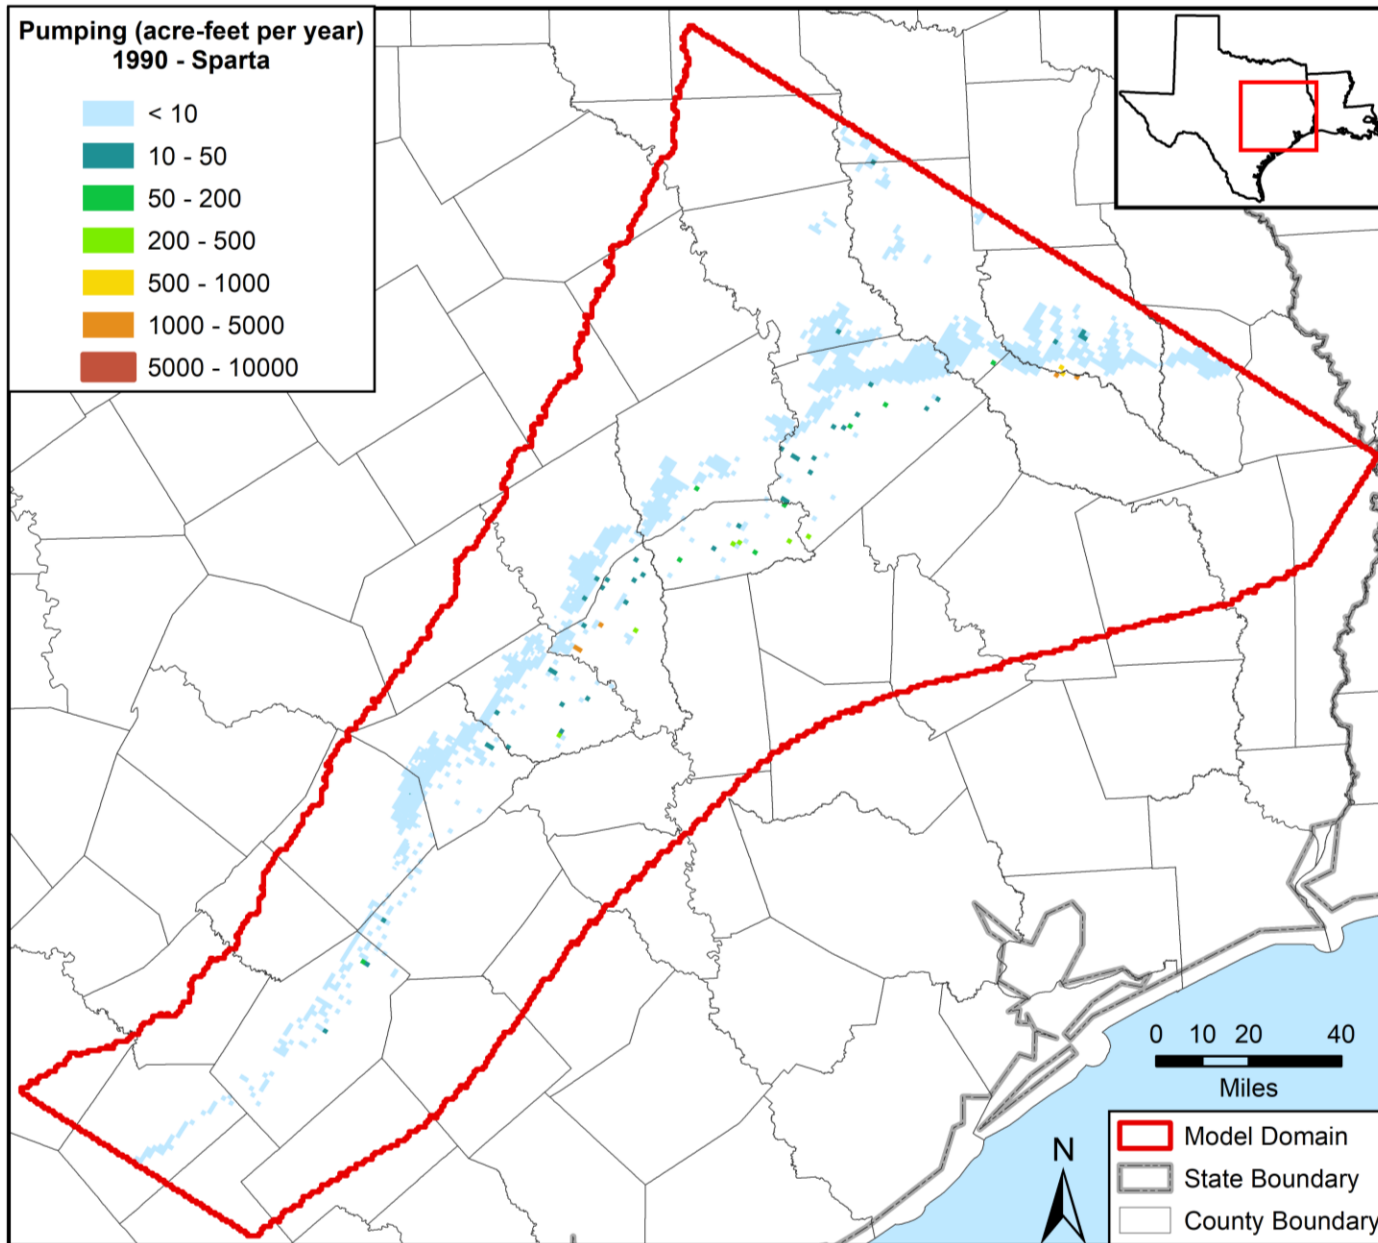 Pumping (acre-feet per year)
1990 - Sparta
< 10
10 - 50
50 - 200
200 - 500
500 - 1000
1000 - 5000
5000 - 10000
0 10 20 40
Miles
N
Model Domain
State Boundary
County Boundary